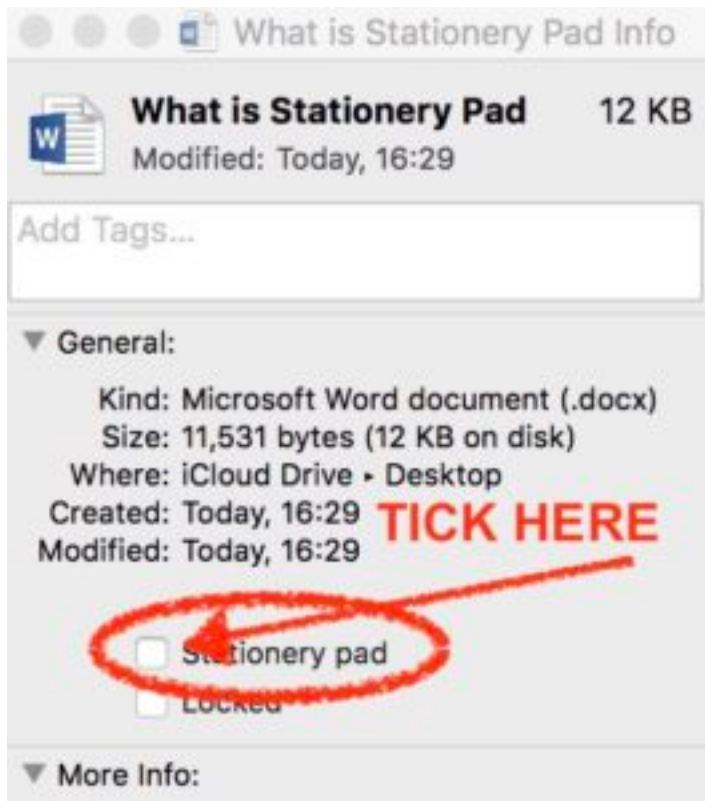 What is Stationery Pad Info
What is Stationery Pad 12 KB
W
Modified: Today, 16:29
Add Tags...
General:
Kind: Microsoft Word document (.docx)
Size: 11,531 bytes (12 KB on disk)
Where: iCloud Drive ▸ Desktop
Created: Today, 16:29
TICK HERE
Modified: Today, 16:29
Stationery pad
Locked
More Info: